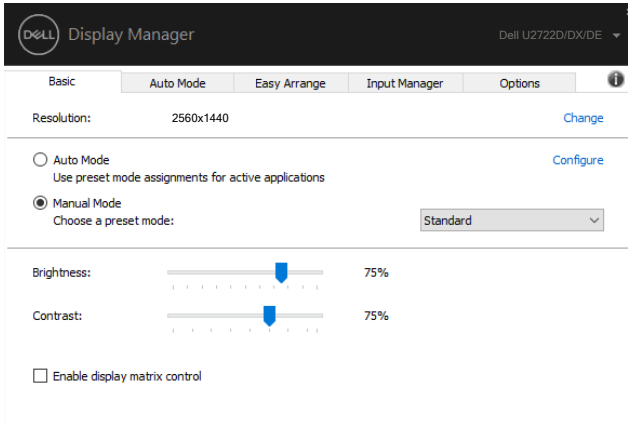 DELL Display Manager
Dell U2722D/DX/DE
Basic Auto Mode Easy Arrange Input Manager Options
Resolution: 2560x1440 Change
Auto Mode Configure
Use preset mode assignments for active applications
Manual Mode
Choose a preset mode: Standard
Brightness: 75%
Contrast: 75%
Enable display matrix control